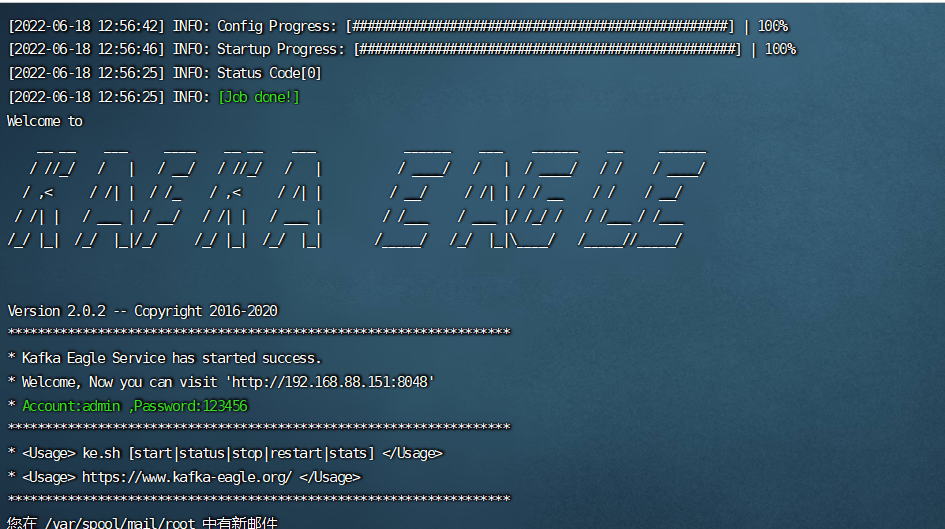 [2022-06-18 12:56:42] INFO: Config Progress: [##################################################] | 100%
[2022-06-18 12:56:46] INFO: Startup Progress: [##################################################] | 100%
[2022-06-18 12:56:25] INFO: Status Code[0]
[2022-06-18 12:56:25] INFO: [Job done!]
Welcome to
KAFKA EAGLE
Version 2.0.2 -- Copyright 2016-2020
*******************************************************************
* Kafka Eagle Service has started success.
* Welcome, Now you can visit 'http://192.168.88.151:8048'
* Account:admin ,Password:123456
*******************************************************************
* <Usage> ke.sh [start|status|stop|restart|stats] </Usage>
* <Usage> https://www.kafka-eagle.org/ </Usage>
*******************************************************************
您在 /var/spool/mail/root 中有新邮件